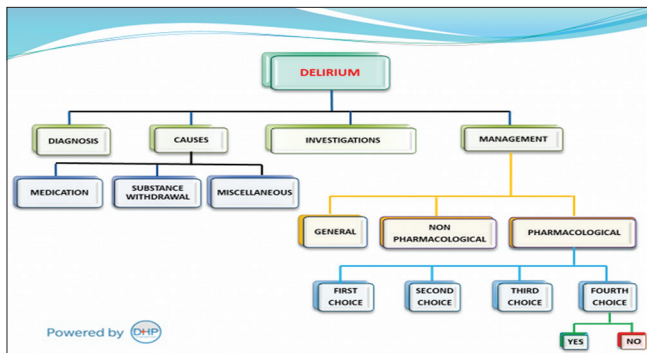 DELIRIUM
DIAGNOSIS
CAUSES
INVESTIGATIONS
MANAGEMENT
MEDICATION
SUBSTANCE
WITHDRAWAL
MISCELLANEOUS
GENERAL
NON
PHARMACOLOGICAL
PHARMACOLOGICAL
FIRST
CHOICE
SECOND
CHOICE
THIRD
CHOICE
FOURTH
CHOICE
YES
NO
Powered by DHP